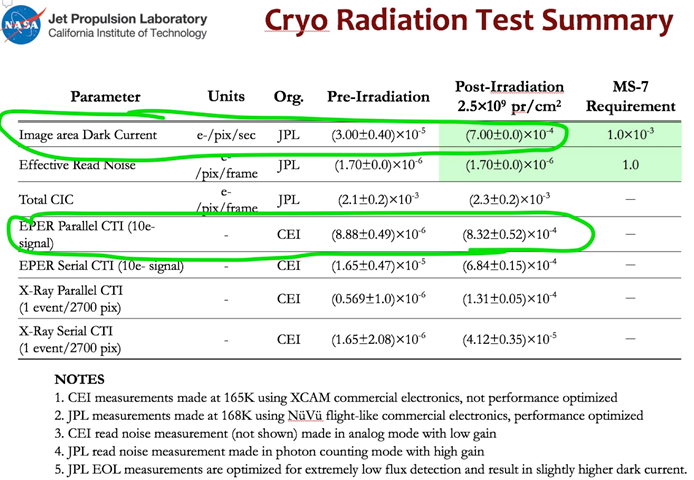 NASA
Jet Propulsion Laboratory
California Institute of Technology
Cryo Radiation Test Summary
Parameter Units Org. Pre-Irradiation Post-Irradiation 2.5×10⁹ pr/cm² MS-7 Requirement
Image area Dark Current e-/pix/sec JPL (3.00±0.40)×10⁻⁵ (7.00±0.0)×10⁻⁴ 1.0×10⁻³
Effective Read Noise e-/pix/frame JPL (1.70±0.0)×10⁻⁶ (1.70±0.0)×10⁻⁶ 1.0
Total CIC e-/pix/frame JPL (2.1±0.2)×10⁻³ (2.3±0.2)×10⁻³ —
EPER Parallel CTI (10e- signal) - CEI (8.88±0.49)×10⁻⁶ (8.32±0.52)×10⁻⁴ —
EPER Serial CTI (10e- signal) - CEI (1.65±0.47)×10⁻⁵ (6.84±0.15)×10⁻⁴ —
X-Ray Parallel CTI (1 event/2700 pix) - CEI (0.569±1.0)×10⁻⁶ (1.31±0.05)×10⁻⁴ —
X-Ray Serial CTI (1 event/2700 pix) - CEI (1.65±2.08)×10⁻⁶ (4.12±0.35)×10⁻⁵ —
NOTES
1. CEI measurements made at 165K using XCAM commercial electronics, not performance optimized
2. JPL measurements made at 168K using NüVü flight-like commercial electronics, performance optimized
3. CEI read noise measurement (not shown) made in analog mode with low gain
4. JPL read noise measurement made in photon counting mode with high gain
5. JPL EOL measurements are optimized for extremely low flux detection and result in slightly higher dark current.